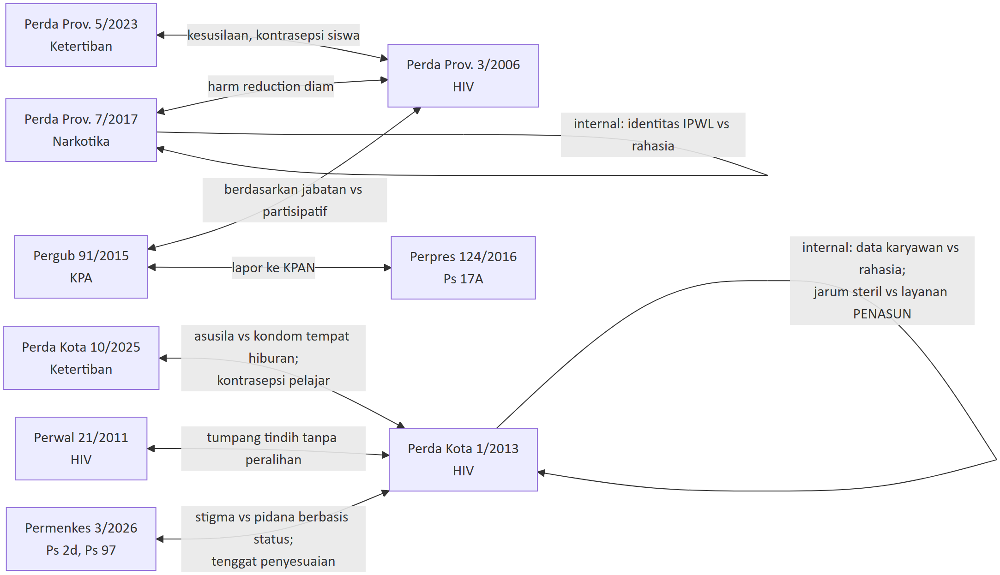 Perda Prov. 5/2023
Ketertiban
kesusilaan, kontrasepsi siswa
Perda Prov. 3/2006
HIV
harm reduction diam
Perda Prov. 7/2017
Narkotika
internal: identitas IPWL vs
rahasia
berdasarkan jabatan vs
partisipatif
Pergub 91/2015
KPA
lapor ke KPAN
Perpres 124/2016
Ps 17A
internal: data karyawan vs
rahasia;
jarum steril vs layanan
PENASUN
Perda Kota 10/2025
Ketertiban
asusila vs kondom tempat
hiburan;
kontrasepsi pelajar
Perwal 21/2011
HIV
tumpang tindih tanpa
peralihan
Perda Kota 1/2013
HIV
Permenkes 3/2026
Ps 2d, Ps 97
stigma vs pidana berbasis
status;
tenggat penyesuaian